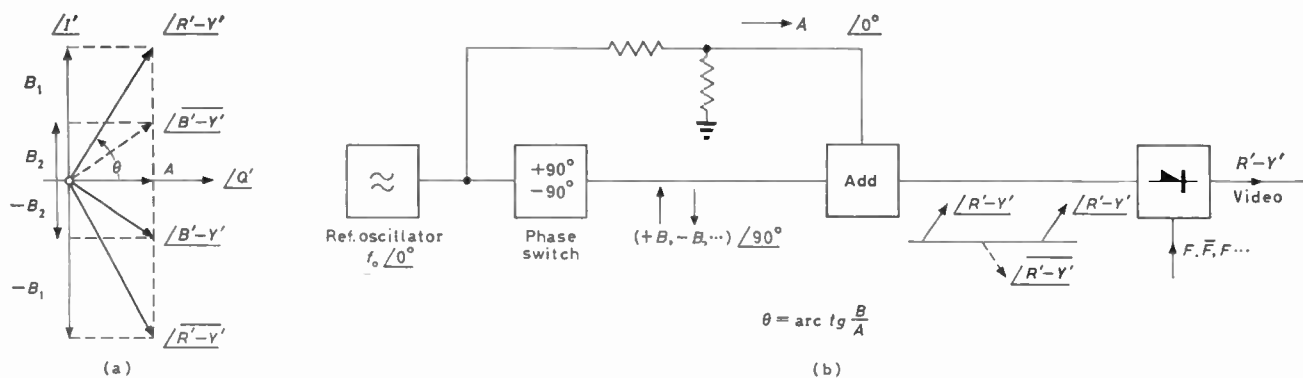 ∠I'
∠R'−Y'
B₁
∠B'−Y' (overlined)
B₂
θ
A
∠Q'
−B₂
∠B'−Y'
−B₁
∠R'−Y' (overlined)
(a)
A
∠0°
≈
Ref. oscillator
f₀ ∠0°
+90°
−90°
Phase
switch
(+B,−B,···) ∠90°
Add
∠R'−Y'
∠R'−Y'
∠R'−Y' (overlined)
R'−Y'
Video
F, F̅, F···
θ = arc tg B/A
(b)